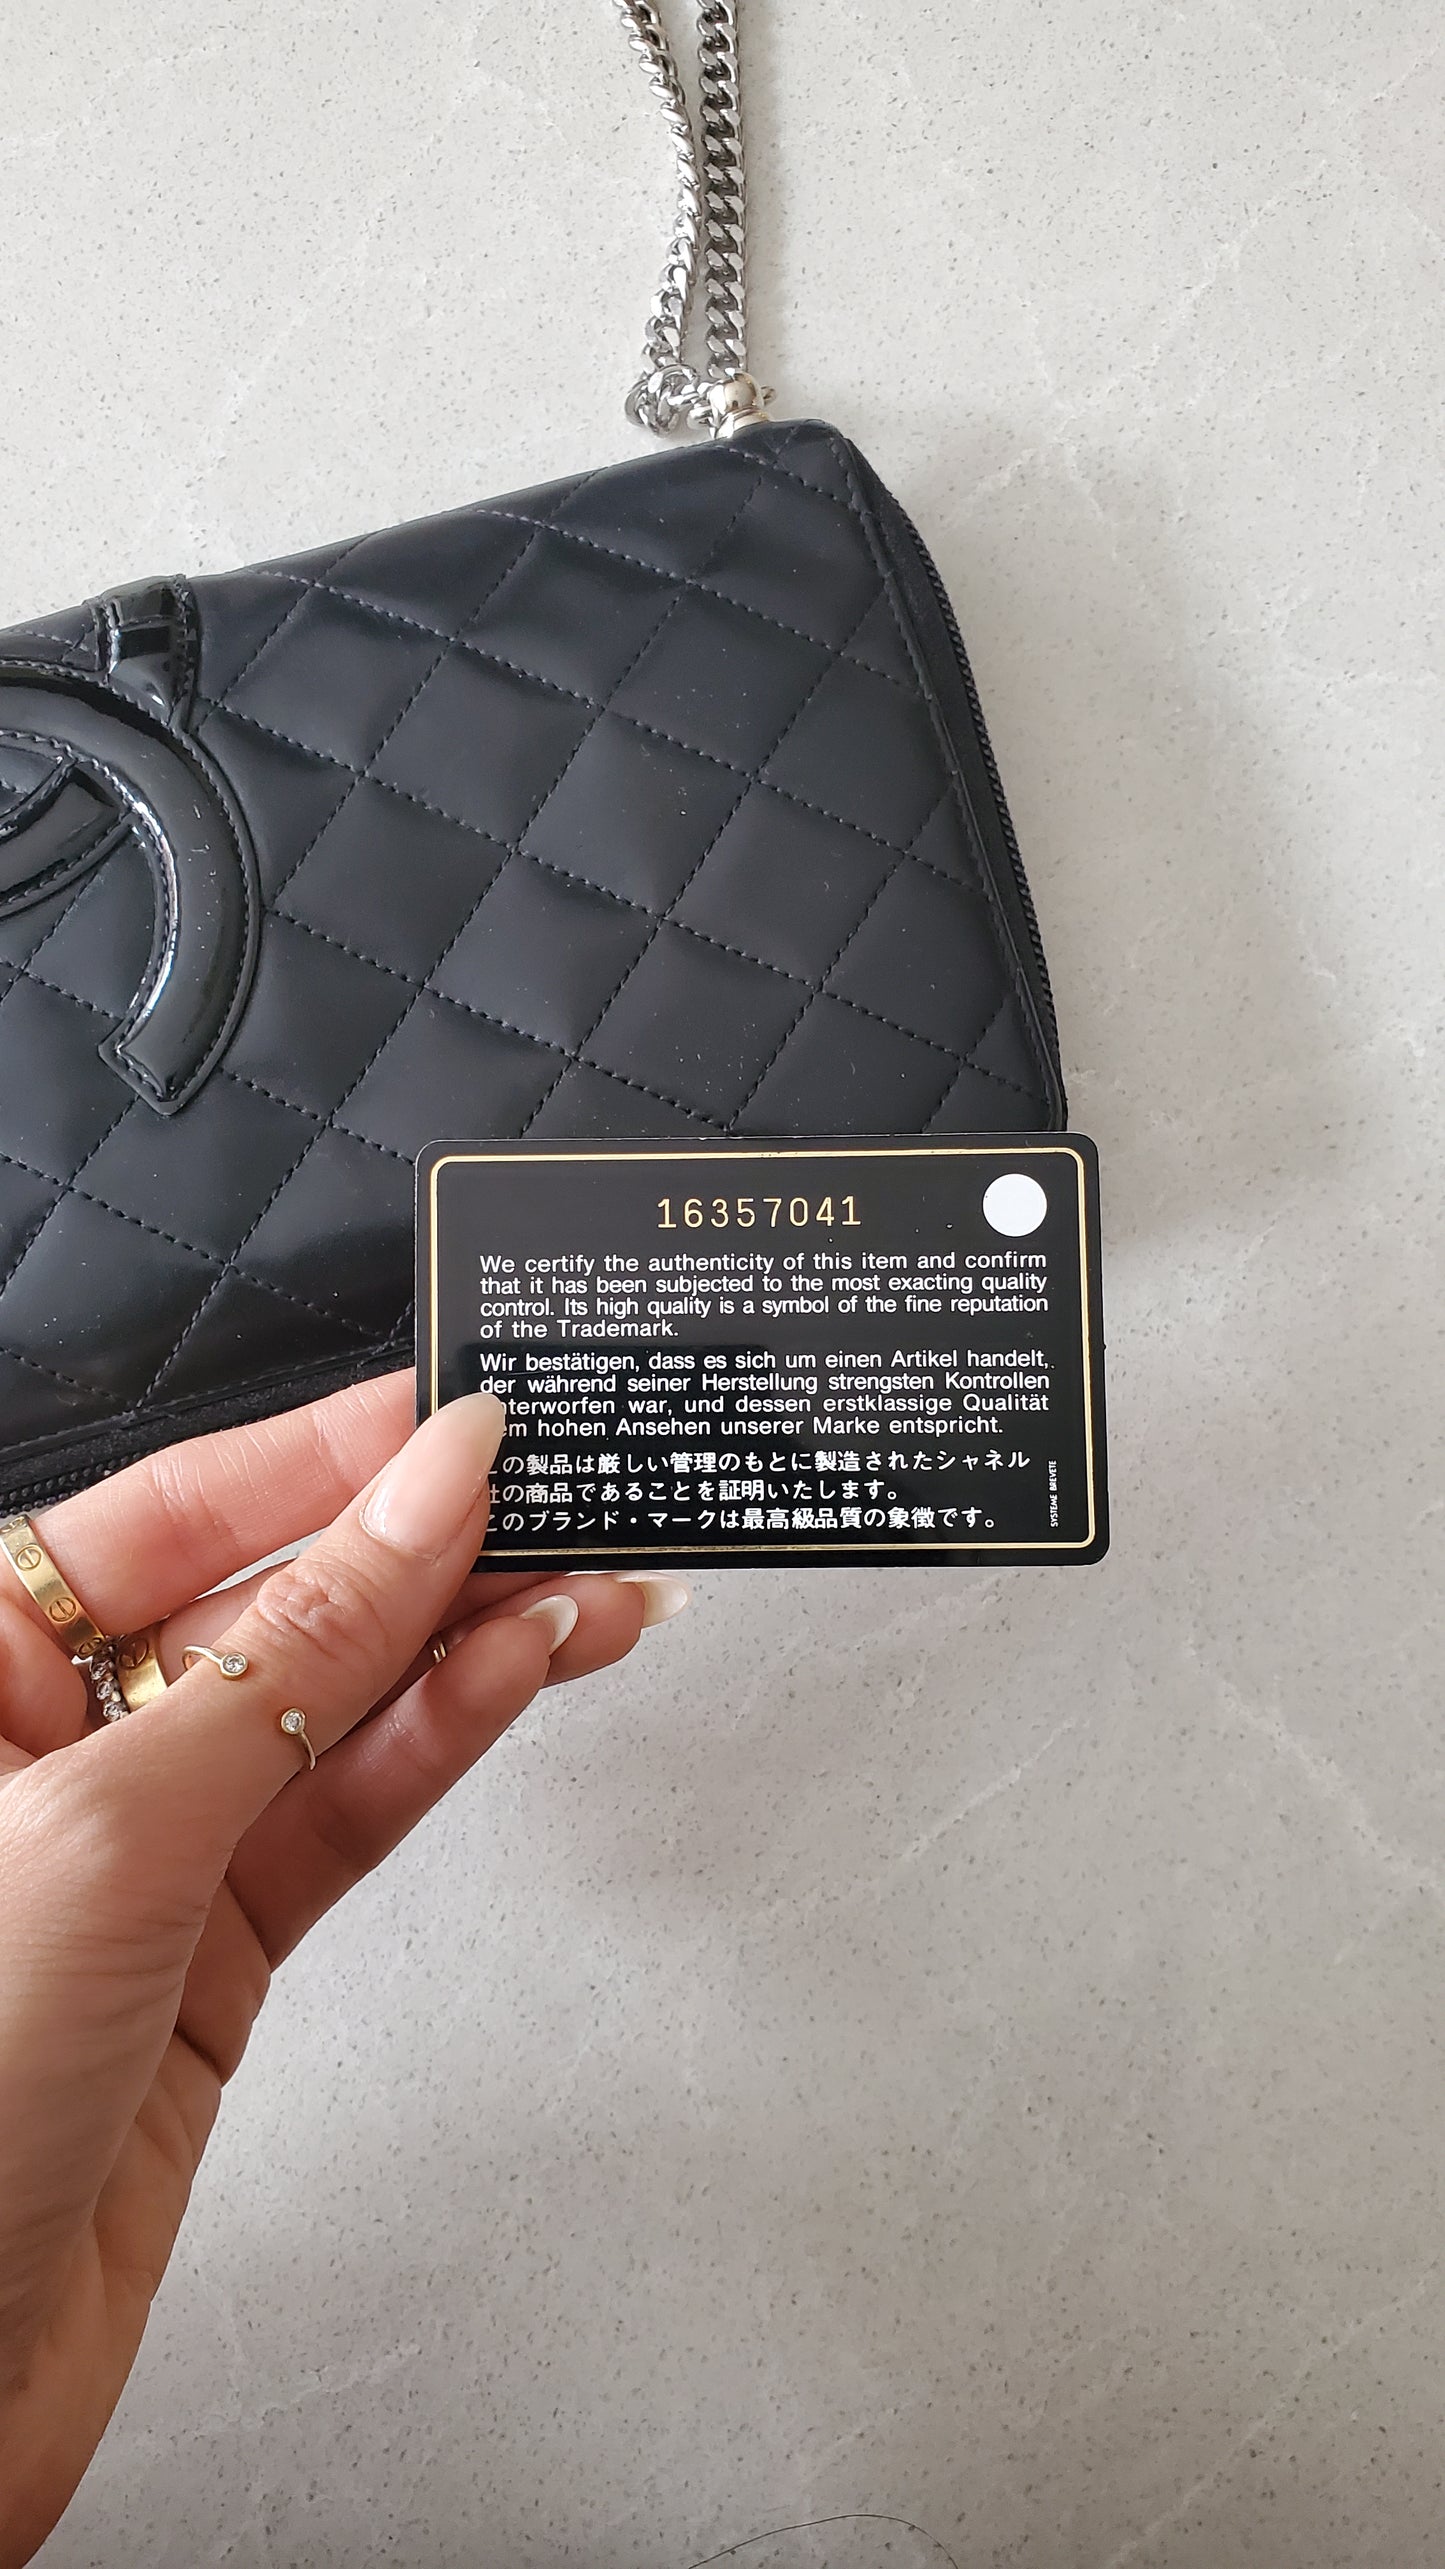 16357041
We certify the authenticity of this item and confirm
that it has been subjected to the most exacting quality
control. Its high quality is a symbol of the fine reputation
of the Trademark.
Wir bestätigen, dass es sich um einen Artikel handelt,
der während seiner Herstellung strengsten Kontrollen
war, und dessen erstklassige Qualität
hohen Ansehen unserer Marke entspricht.
の製品は厳しい管理のもとに製造されたシャネル
の商品であることを証明いたします。
このブランド・マークは最高級品質の象徴です。
SYSTEME BREVETE